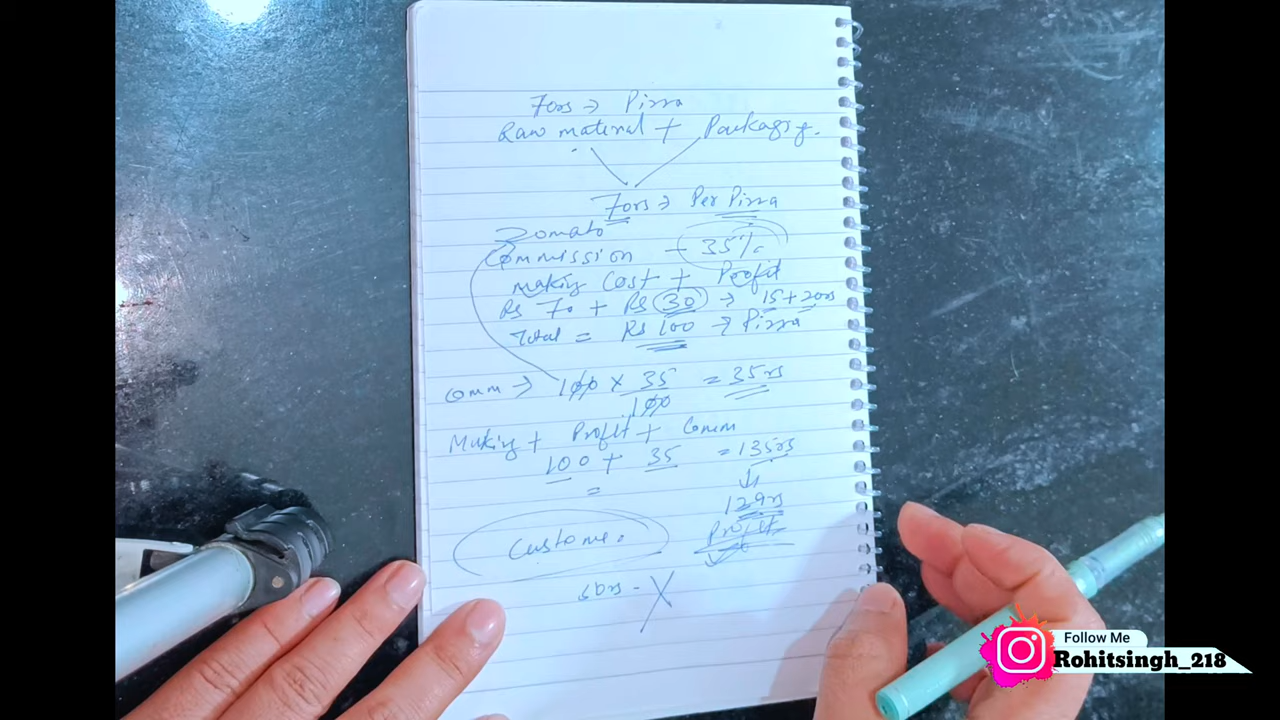 70rs → Pizza
Raw material + Packaging.
70rs → Per Pizza
Zomato
Commission - 35%
making Cost + Profit
Rs 70 + Rs 30 → 15+20rs
Total = Rs 100 → Pizza
Comm → 100 × 35/100 = 35rs
Making + Profit + Comm
100 + 35 = 135rs
=
↓
129rs
Profit
Custome.
50rs - X
Follow Me
Rohitsingh_218